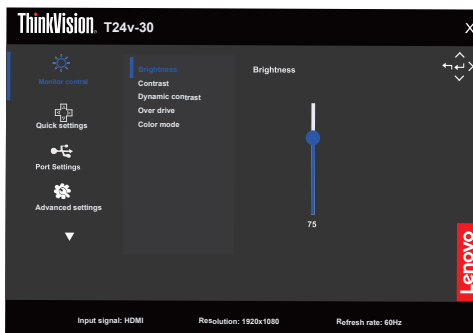 ThinkVision. T24v-30 X
Monitor control
Quick settings
Port Settings
Advanced settings
Brightness
Contrast
Dynamic contrast
Over drive
Color mode
Brightness
75
Lenovo
Input signal: HDMI Resolution: 1920x1080 Refresh rate: 60Hz